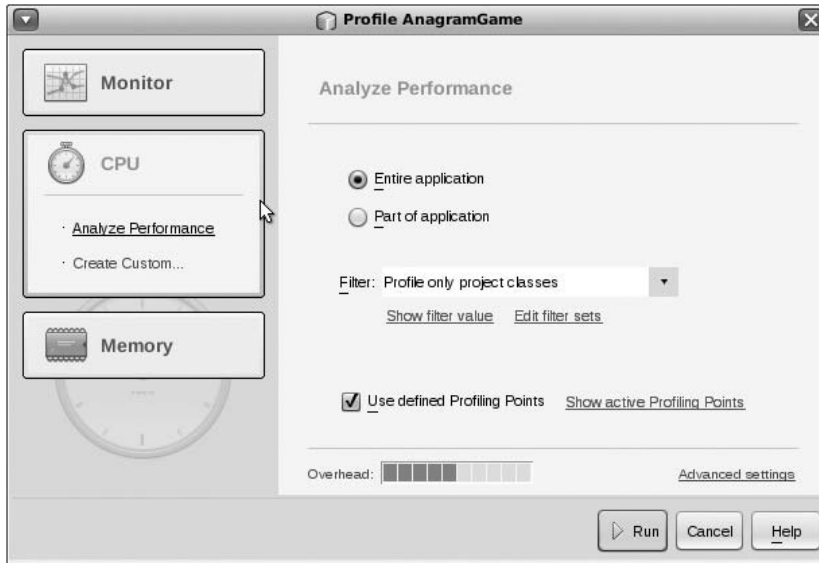 Profile AnagramGame
Monitor
CPU
· Analyze Performance
· Create Custom...
Memory
Analyze Performance
Entire application
Part of application
Filter: Profile only project classes
Show filter value Edit filter sets
Use defined Profiling Points Show active Profiling Points
Overhead:
Advanced settings
Run Cancel Help